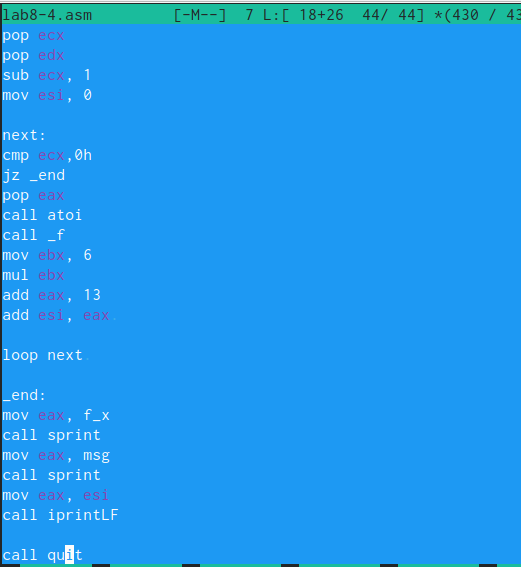 lab8-4.asm [-M--] 7 L:[ 18+26 44/ 44] *(430 / 43
pop ecx
pop edx
sub ecx, 1
mov esi, 0
next:
cmp ecx,0h
jz _end
pop eax
call atoi
call _f
mov ebx, 6
mul ebx
add eax, 13
add esi, eax.
loop next.
_end:
mov eax, f_x
call sprint
mov eax, msg
call sprint
mov eax, esi
call iprintLF
call quit